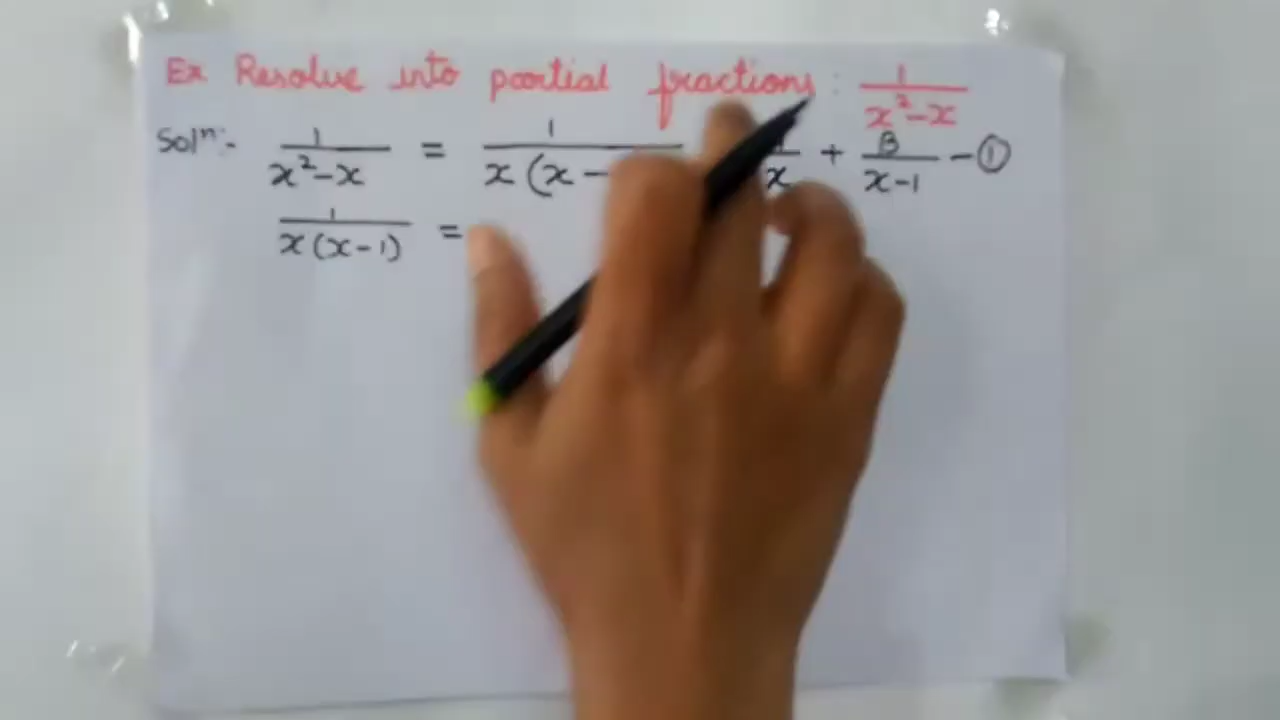 Ex Resolve into partial fractions : 1/(x²-x)
Solⁿ:- 1/(x²-x) = 1/(x(x- /x + B/(x-1) - ①
1/(x(x-1)) =